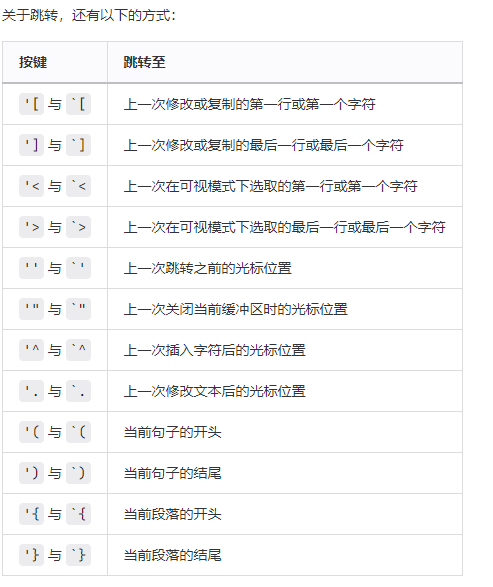 关于跳转，还有以下的方式：
按键 跳转至
'[ 与 `[ 上一次修改或复制的第一行或第一个字符
'] 与 `] 上一次修改或复制的最后一行或最后一个字符
'< 与 `< 上一次在可视模式下选取的第一行或第一个字符
'> 与 `> 上一次在可视模式下选取的最后一行或最后一个字符
'' 与 `' 上一次跳转之前的光标位置
'" 与 `" 上一次关闭当前缓冲区时的光标位置
'^ 与 `^ 上一次插入字符后的光标位置
'. 与 `. 上一次修改文本后的光标位置
'( 与 `( 当前句子的开头
') 与 `) 当前句子的结尾
'{ 与 `{ 当前段落的开头
'} 与 `} 当前段落的结尾